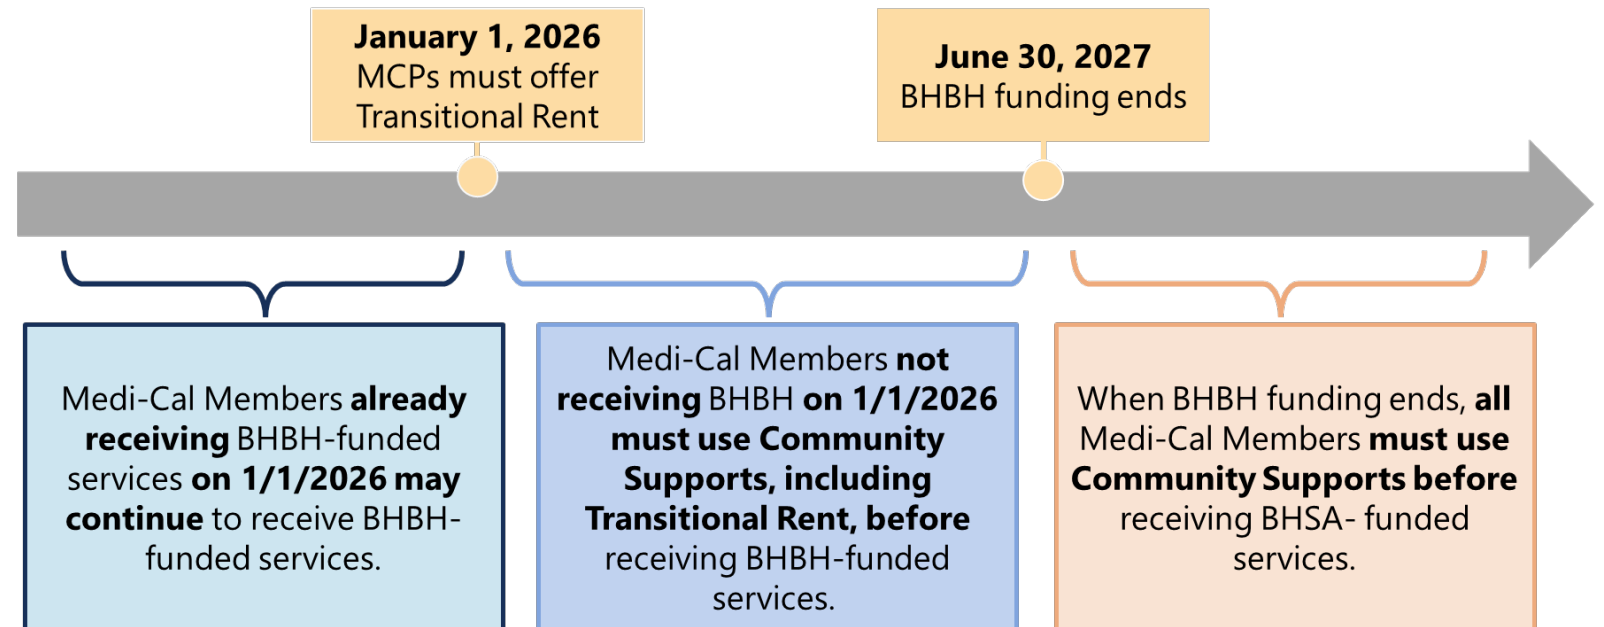 January 1, 2026
MCPs must offer
Transitional Rent
June 30, 2027
BHBH funding ends
Medi-Cal Members already
receiving BHBH-funded
services on 1/1/2026 may
continue to receive BHBH-
funded services.
Medi-Cal Members not
receiving BHBH on 1/1/2026
must use Community
Supports, including
Transitional Rent, before
receiving BHBH-funded
services.
When BHBH funding ends, all
Medi-Cal Members must use
Community Supports before
receiving BHSA- funded
services.